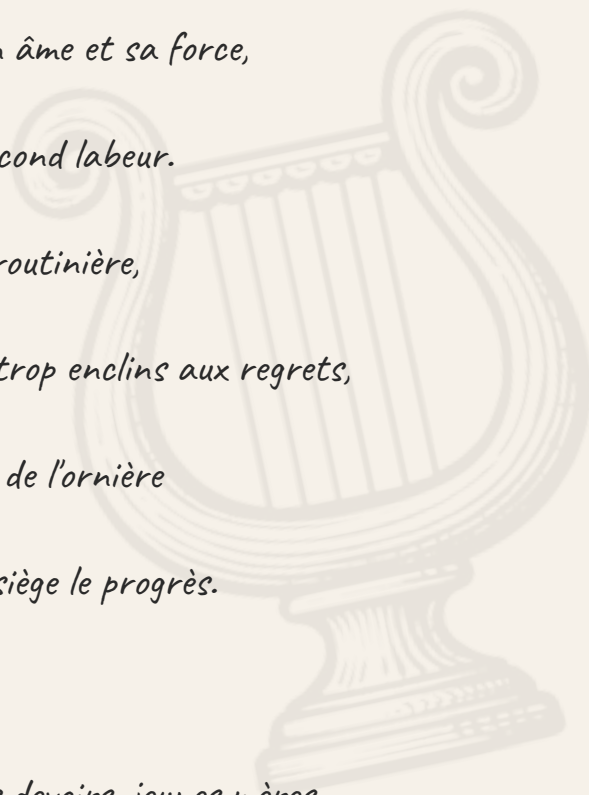 âme et sa force,
cond labeur.
routinière,
trop enclins aux regrets,
de l'ornière
siège le progrès.